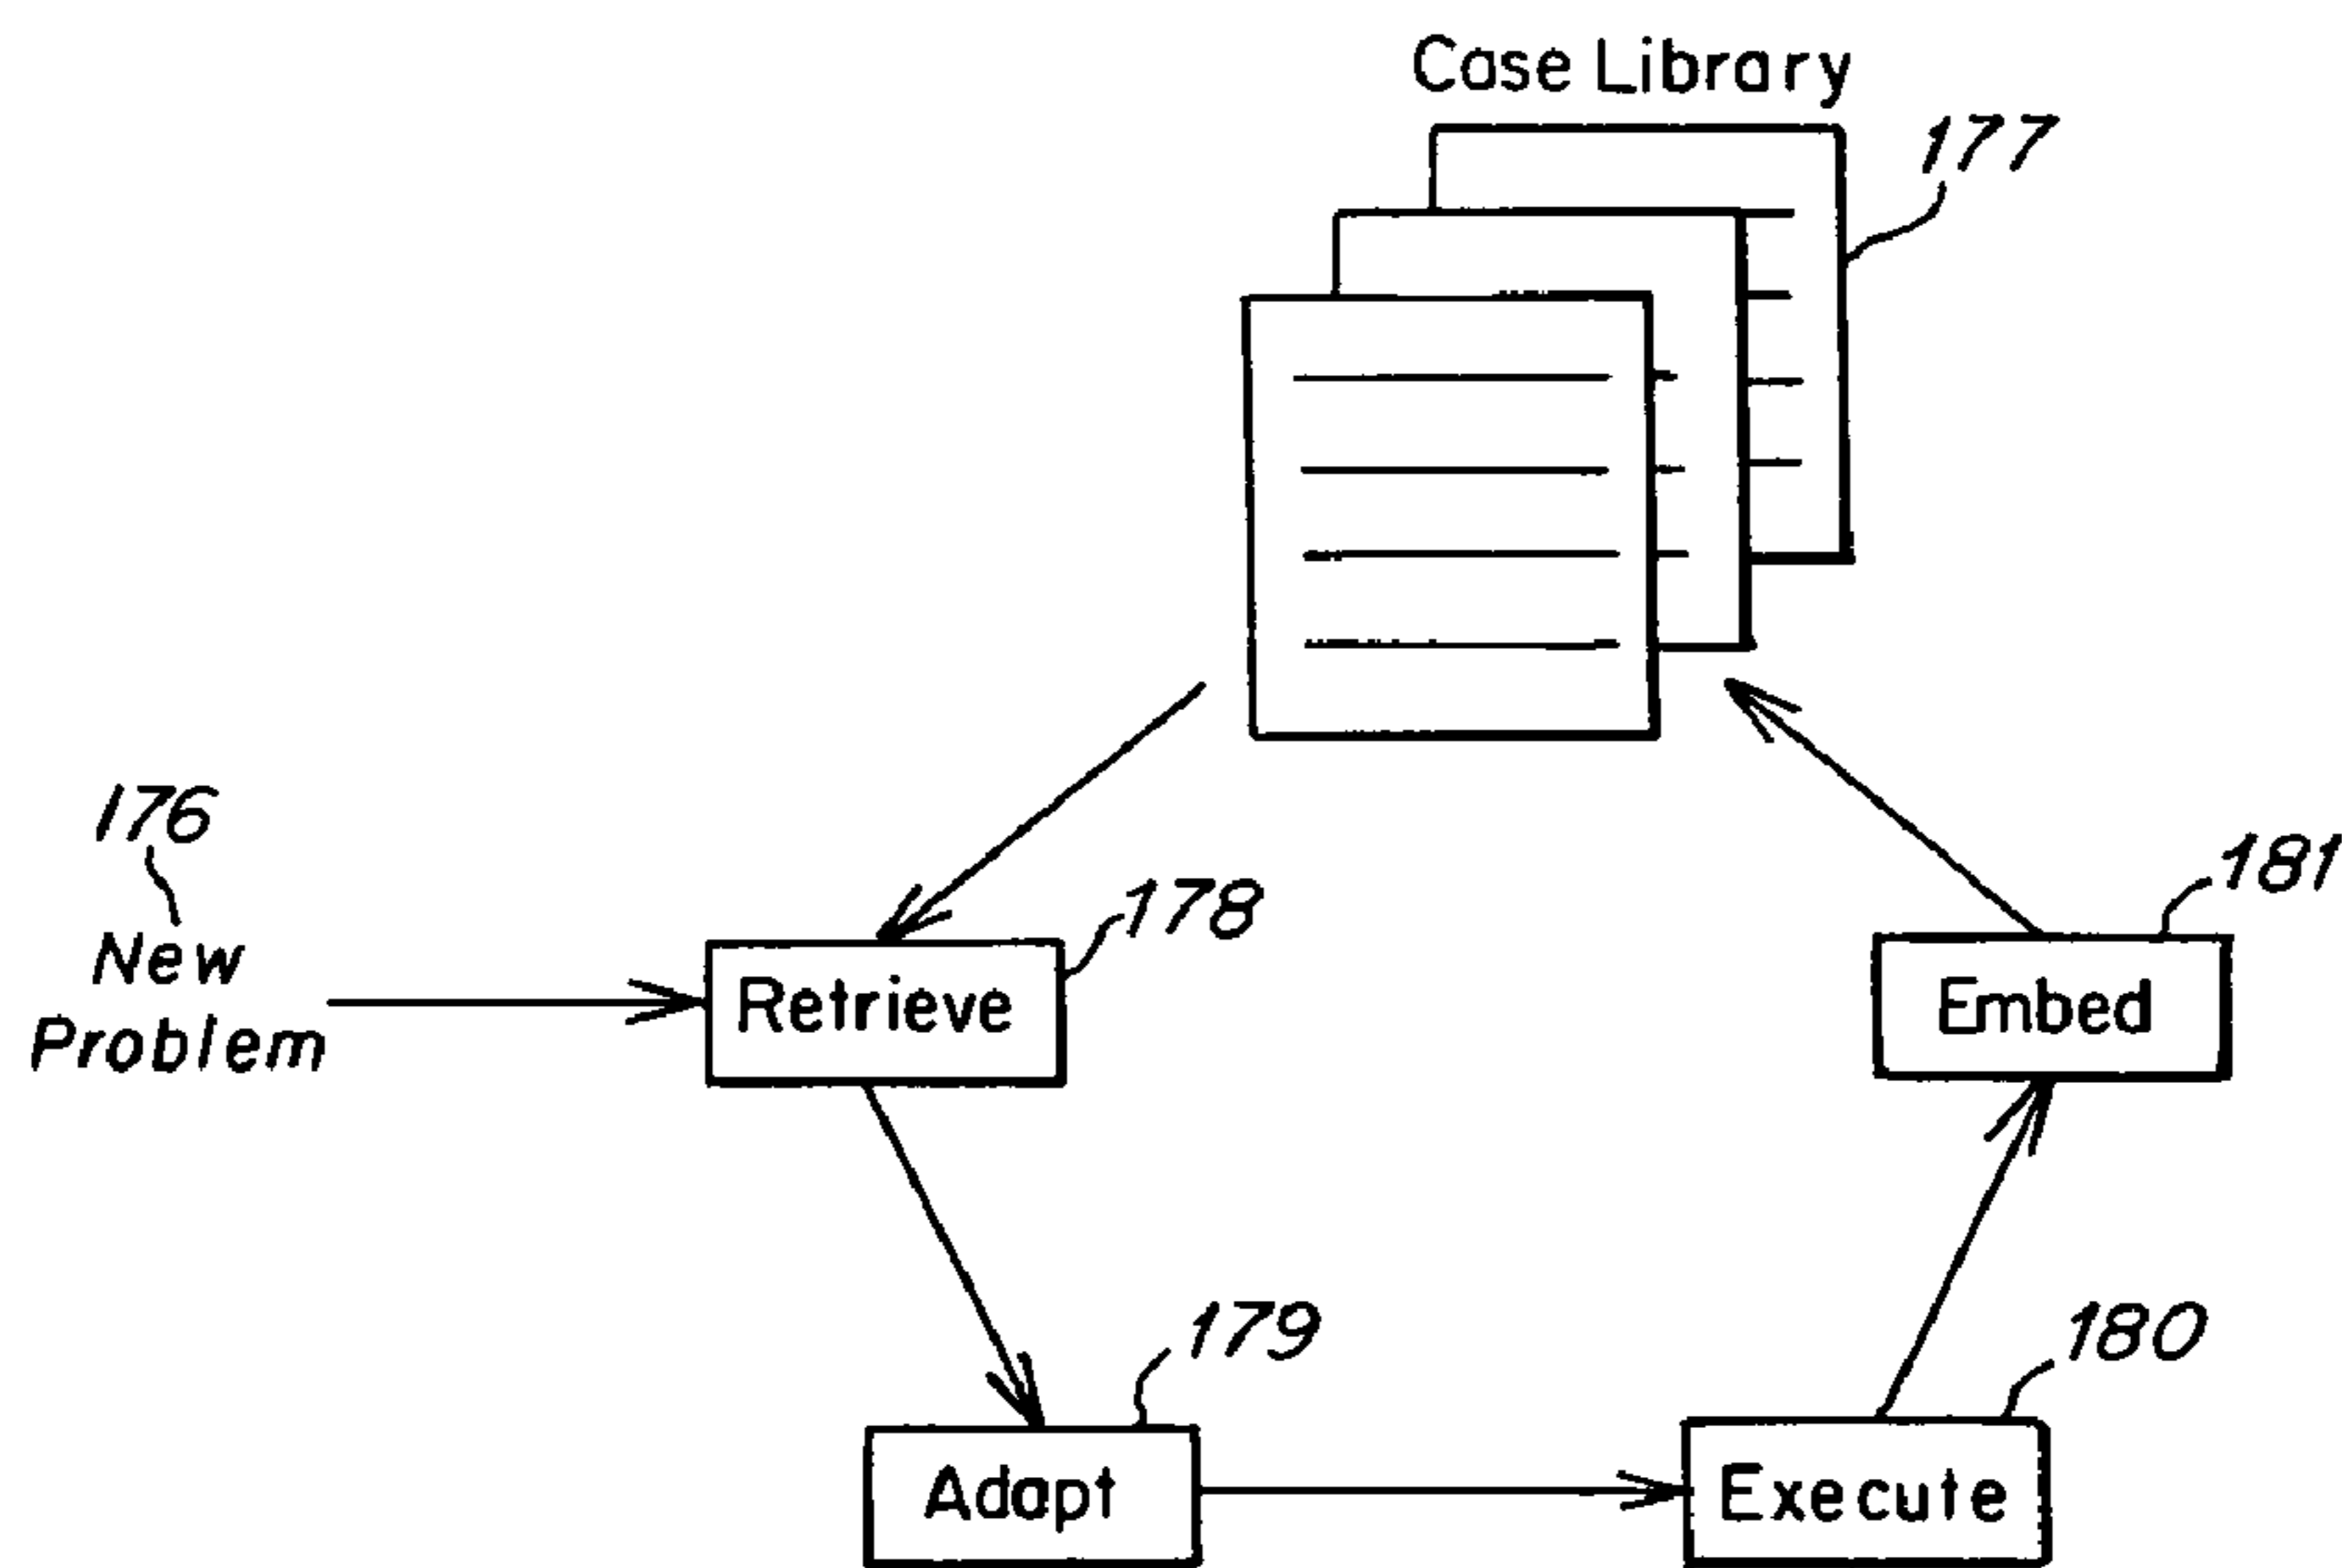 Case Library
177
176
New
Problem
178
Retrieve
181
Embed
179
Adapt
180
Execute